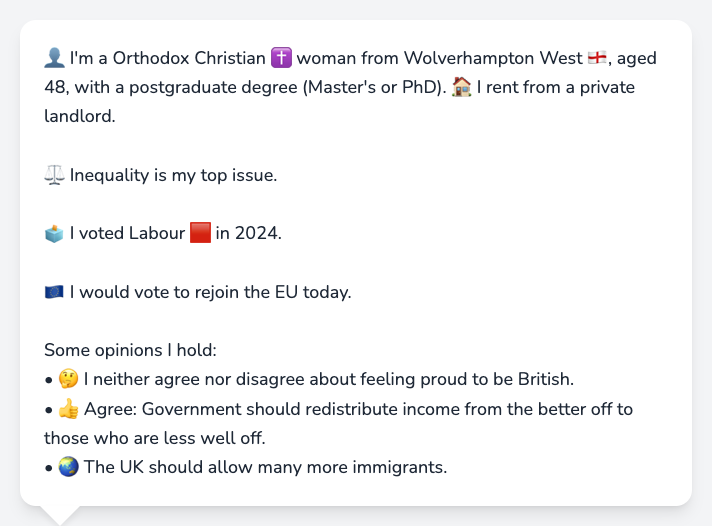 👤 I'm a Orthodox Christian ✝️ woman from Wolverhampton West 🏴󠁧󠁢󠁥󠁮󠁧󠁿, aged
48, with a postgraduate degree (Master's or PhD). 🏠 I rent from a private
landlord.
⚖️ Inequality is my top issue.
🗳️ I voted Labour 🟥 in 2024.
🇪🇺 I would vote to rejoin the EU today.
Some opinions I hold:
• 🤔 I neither agree nor disagree about feeling proud to be British.
• 👍 Agree: Government should redistribute income from the better off to
those who are less well off.
• 🌏 The UK should allow many more immigrants.